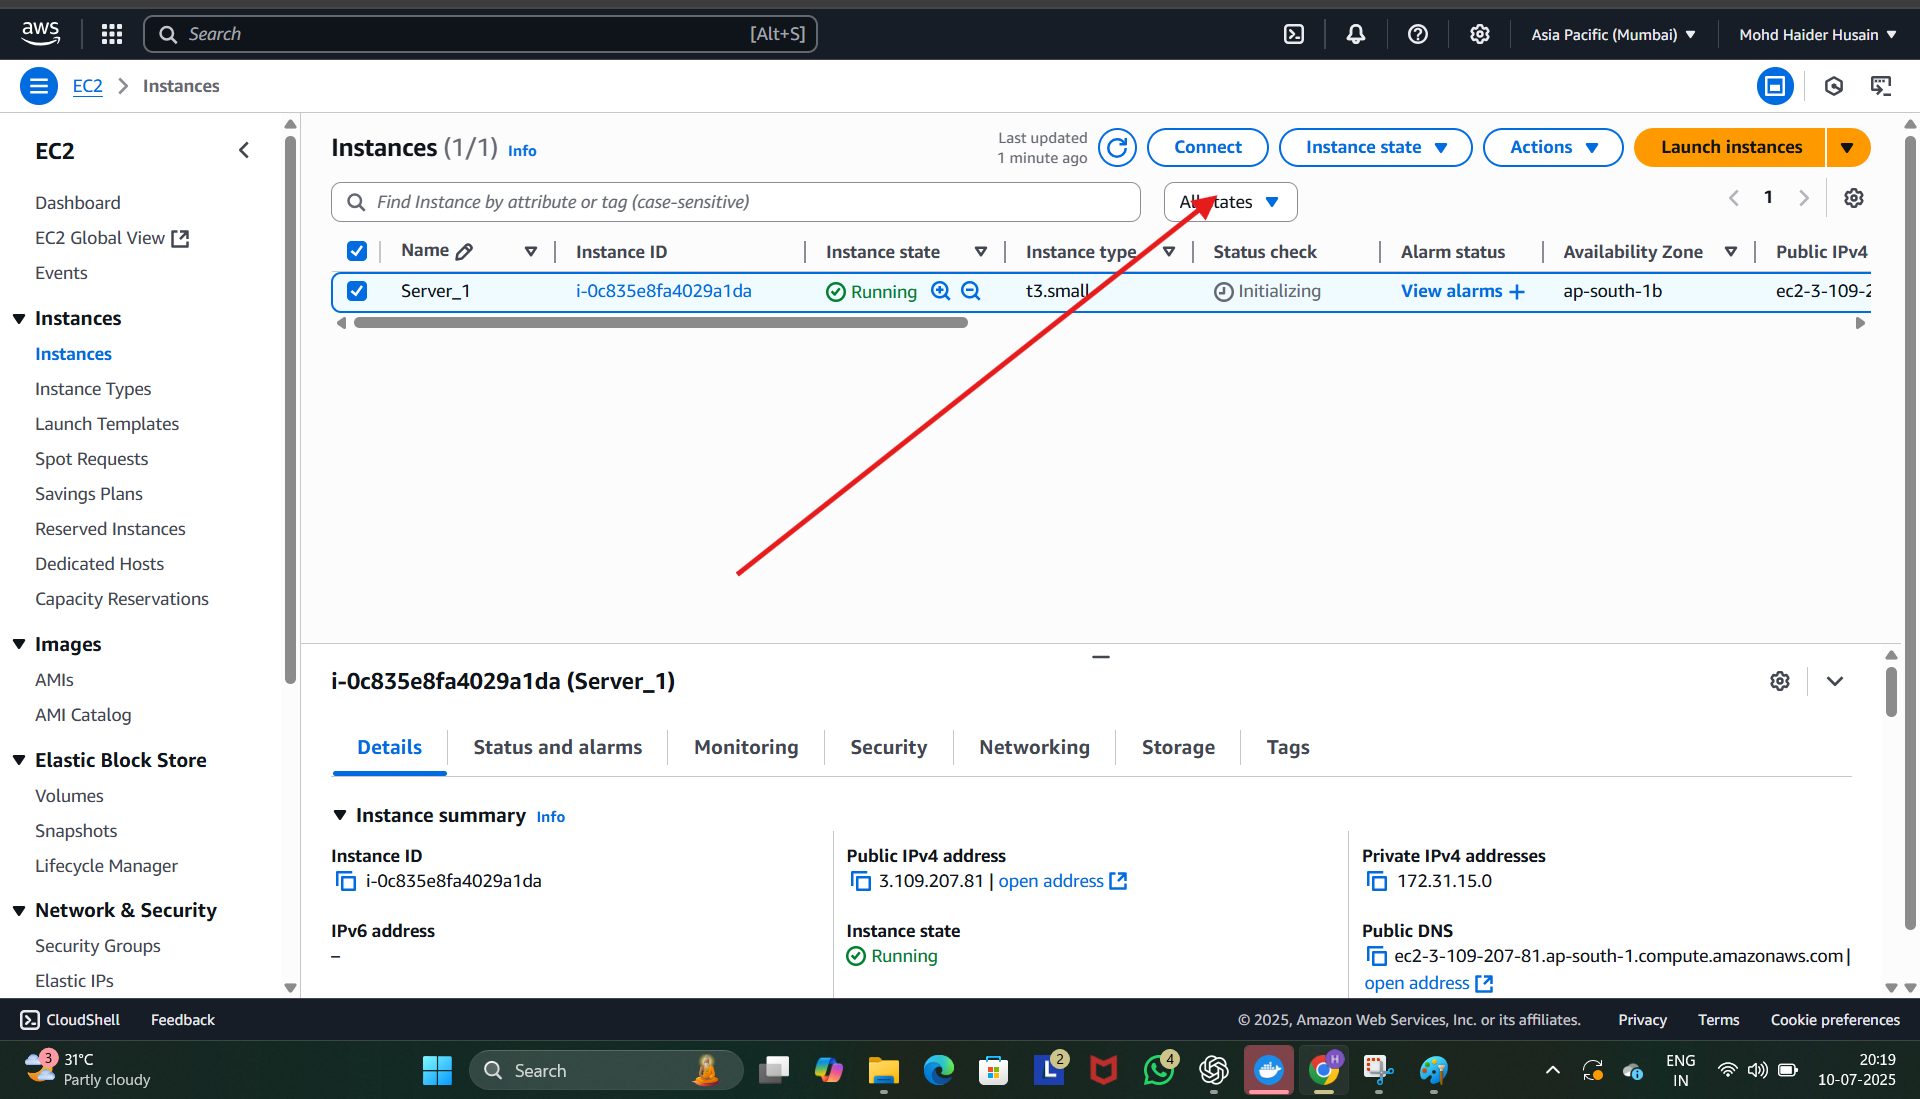 aws
Search [Alt+S]
Asia Pacific (Mumbai) Mohd Haider Husain
EC2 Instances
EC2
Dashboard
EC2 Global View
Events
Instances
Instances
Instance Types
Launch Templates
Spot Requests
Savings Plans
Reserved Instances
Dedicated Hosts
Capacity Reservations
Images
AMIs
AMI Catalog
Elastic Block Store
Volumes
Snapshots
Lifecycle Manager
Network & Security
Security Groups
Elastic IPs
Instances (1/1) Info
Last updated
1 minute ago
Connect
Instance state
Actions
Launch instances
Find Instance by attribute or tag (case-sensitive)
All states
1
Name Instance ID Instance state Instance type Status check Alarm status Availability Zone Public IPv4
Server_1 i-0c835e8fa4029a1da Running t3.small Initializing View alarms + ap-south-1b ec2-3-109-2
i-0c835e8fa4029a1da (Server_1)
Details Status and alarms Monitoring Security Networking Storage Tags
Instance summary Info
Instance ID
i-0c835e8fa4029a1da
Public IPv4 address
3.109.207.81 | open address
Private IPv4 addresses
172.31.15.0
IPv6 address
–
Instance state
Running
Public DNS
ec2-3-109-207-81.ap-south-1.compute.amazonaws.com |
open address
CloudShell Feedback
© 2025, Amazon Web Services, Inc. or its affiliates. Privacy Terms Cookie preferences
3
31°C
Partly cloudy
Search
L
2
4
H
ENG
IN
20:19
10-07-2025